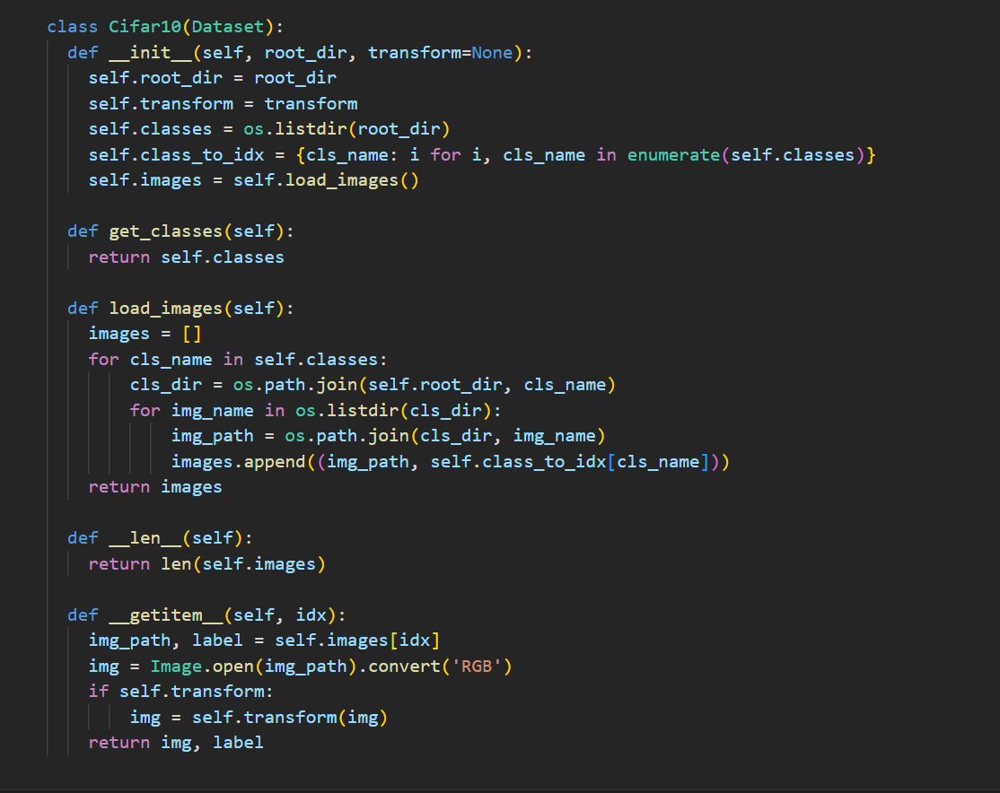 class Cifar10(Dataset):
  def __init__(self, root_dir, transform=None):
    self.root_dir = root_dir
    self.transform = transform
    self.classes = os.listdir(root_dir)
    self.class_to_idx = {cls_name: i for i, cls_name in enumerate(self.classes)}
    self.images = self.load_images()

  def get_classes(self):
    return self.classes

  def load_images(self):
    images = []
    for cls_name in self.classes:
        cls_dir = os.path.join(self.root_dir, cls_name)
        for img_name in os.listdir(cls_dir):
            img_path = os.path.join(cls_dir, img_name)
            images.append((img_path, self.class_to_idx[cls_name]))
    return images

  def __len__(self):
    return len(self.images)

  def __getitem__(self, idx):
    img_path, label = self.images[idx]
    img = Image.open(img_path).convert('RGB')
    if self.transform:
        img = self.transform(img)
    return img, label